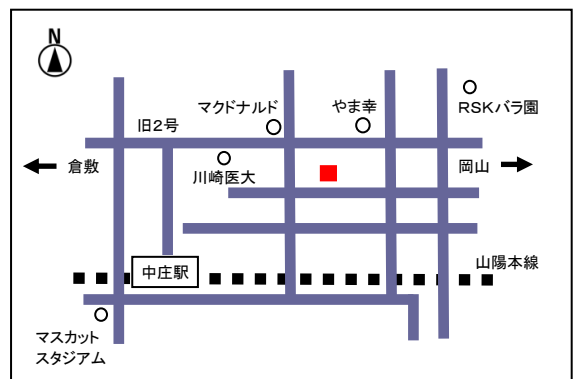 N
マクドナルド
やま幸
RSKバラ園
旧2号
倉敷
川崎医大
岡山
中庄駅
山陽本線
マスカット
スタジアム